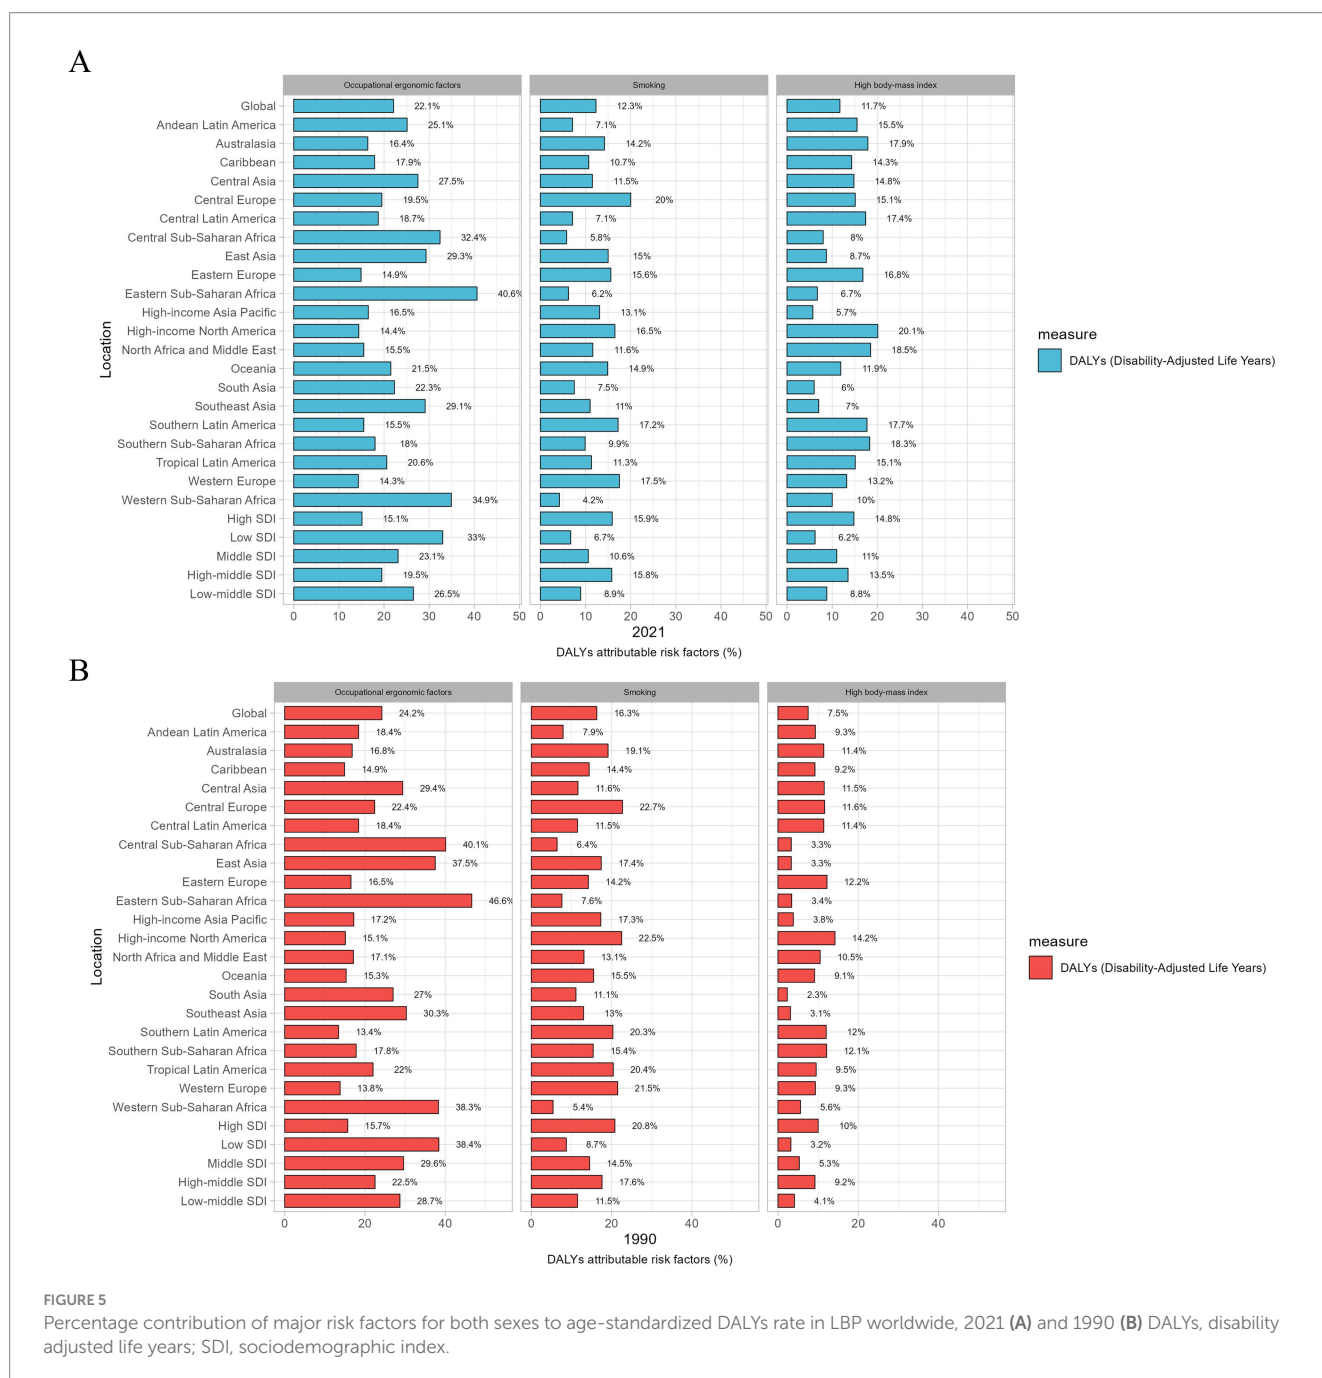 A
Occupational ergonomic factors Smoking High body-mass index
Global 22.1% 12.3% 11.7%
Andean Latin America 25.1% 7.1% 15.5%
Australasia 16.4% 14.2% 17.9%
Caribbean 17.9% 10.7% 14.3%
Central Asia 27.5% 11.5% 14.8%
Central Europe 19.5% 20% 15.1%
Central Latin America 18.7% 7.1% 17.4%
Central Sub-Saharan Africa 32.4% 5.8% 8%
East Asia 29.3% 15% 8.7%
Eastern Europe 14.9% 15.6% 16.8%
Eastern Sub-Saharan Africa 40.6% 6.2% 6.7%
High-income Asia Pacific 16.5% 13.1% 5.7%
High-income North America 14.4% 16.5% 20.1%
North Africa and Middle East 15.5% 11.6% 18.5%
Oceania 21.5% 14.9% 11.9%
South Asia 22.3% 7.5% 6%
Southeast Asia 29.1% 11% 7%
Southern Latin America 15.5% 17.2% 17.7%
Southern Sub-Saharan Africa 18% 9.9% 18.3%
Tropical Latin America 20.6% 11.3% 15.1%
Western Europe 14.3% 17.5% 13.2%
Western Sub-Saharan Africa 34.9% 4.2% 10%
High SDI 15.1% 15.9% 14.8%
Low SDI 33% 6.7% 6.2%
Middle SDI 23.1% 10.6% 11%
High-middle SDI 19.5% 15.8% 13.5%
Low-middle SDI 26.5% 8.9% 8.8%
0 10 20 30 40 50 0 10 20 30 40 50 0 10 20 30 40 50
2021
DALYs attributable risk factors (%)
Location
measure
DALYs (Disability-Adjusted Life Years)
B
Occupational ergonomic factors Smoking High body-mass index
Global 24.2% 16.3% 7.5%
Andean Latin America 18.4% 7.9% 9.3%
Australasia 16.8% 19.1% 11.4%
Caribbean 14.9% 14.4% 9.2%
Central Asia 29.4% 11.6% 11.5%
Central Europe 22.4% 22.7% 11.6%
Central Latin America 18.4% 11.5% 11.4%
Central Sub-Saharan Africa 40.1% 6.4% 3.3%
East Asia 37.5% 17.4% 3.3%
Eastern Europe 16.5% 14.2% 12.2%
Eastern Sub-Saharan Africa 46.6% 7.6% 3.4%
High-income Asia Pacific 17.2% 17.3% 3.8%
High-income North America 15.1% 22.5% 14.2%
North Africa and Middle East 17.1% 13.1% 10.5%
Oceania 15.3% 15.5% 9.1%
South Asia 27% 11.1% 2.3%
Southeast Asia 30.3% 13% 3.1%
Southern Latin America 13.4% 20.3% 12%
Southern Sub-Saharan Africa 17.8% 15.4% 12.1%
Tropical Latin America 22% 20.4% 9.5%
Western Europe 13.8% 21.5% 9.3%
Western Sub-Saharan Africa 38.3% 5.4% 5.6%
High SDI 15.7% 20.8% 10%
Low SDI 38.4% 8.7% 3.2%
Middle SDI 29.6% 14.5% 5.3%
High-middle SDI 22.5% 17.6% 9.2%
Low-middle SDI 28.7% 11.5% 4.1%
0 20 40 0 20 40 0 20 40
1990
DALYs attributable risk factors (%)
Location
measure
DALYs (Disability-Adjusted Life Years)
FIGURE 5
Percentage contribution of major risk factors for both sexes to age-standardized DALYs rate in LBP worldwide, 2021 (A) and 1990 (B) DALYs, disability
adjusted life years; SDI, sociodemographic index.